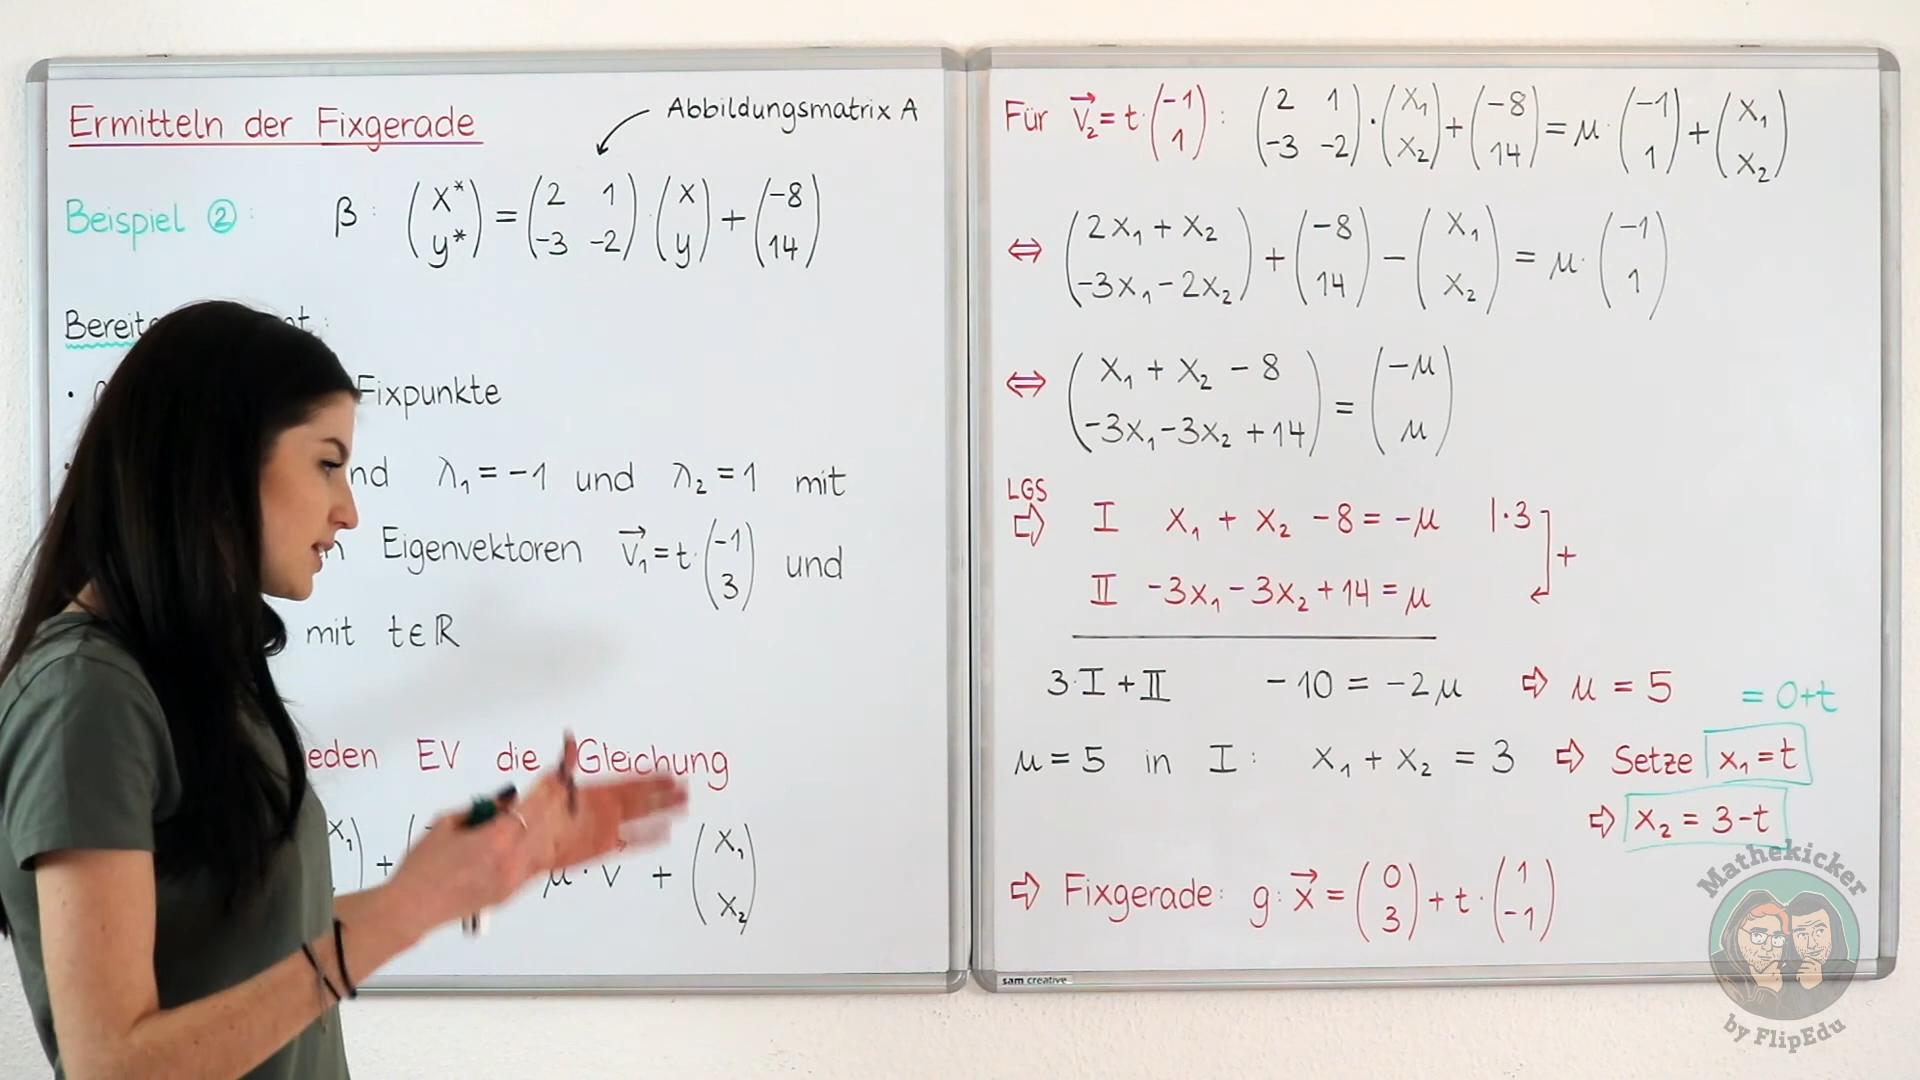 Ermitteln der Fixgerade
Abbildungsmatrix A
Beispiel ②: β: (x* y*) = (2 1 -3 -2) · (x y) + (-8 14)
Fixpunkte
λ₁ = -1 und λ₂ = 1 mit
Eigenvektoren v⃗₁ = t · (-1 3) und
mit t∈ℝ
EV die Gleichung
+ μ · v⃗ + (x₁ x₂)
Für v⃗₂ = t · (-1 1): (2 1 -3 -2) · (x₁ x₂) + (-8 14) = μ · (-1 1) + (x₁ x₂)
⇔ (2x₁ + x₂ -3x₁ - 2x₂) + (-8 14) - (x₁ x₂) = μ · (-1 1)
⇔ (x₁ + x₂ - 8 -3x₁ - 3x₂ + 14) = (-μ μ)
LGS
⇨ I x₁ + x₂ - 8 = -μ |·3
+
II -3x₁ - 3x₂ + 14 = μ
3·I + II -10 = -2μ ⇨ μ = 5 = 0+t
μ = 5 in I: x₁ + x₂ = 3 ⇨ Setze x₁ = t
⇨ x₂ = 3-t
⇨ Fixgerade: g: x⃗ = (0 3) + t · (1 -1)
sam creative
Mathekicker
by FlipEdu